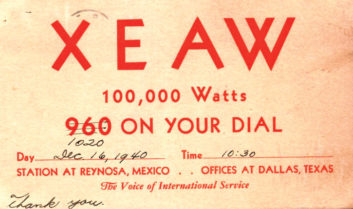 XEAW
100,000 Watts
960 ON YOUR DIAL
1020
Day Dec 16, 1940 Time 10:30
STATION AT REYNOSA, MEXICO . . OFFICES AT DALLAS, TEXAS
The Voice of International Service
Thank you.